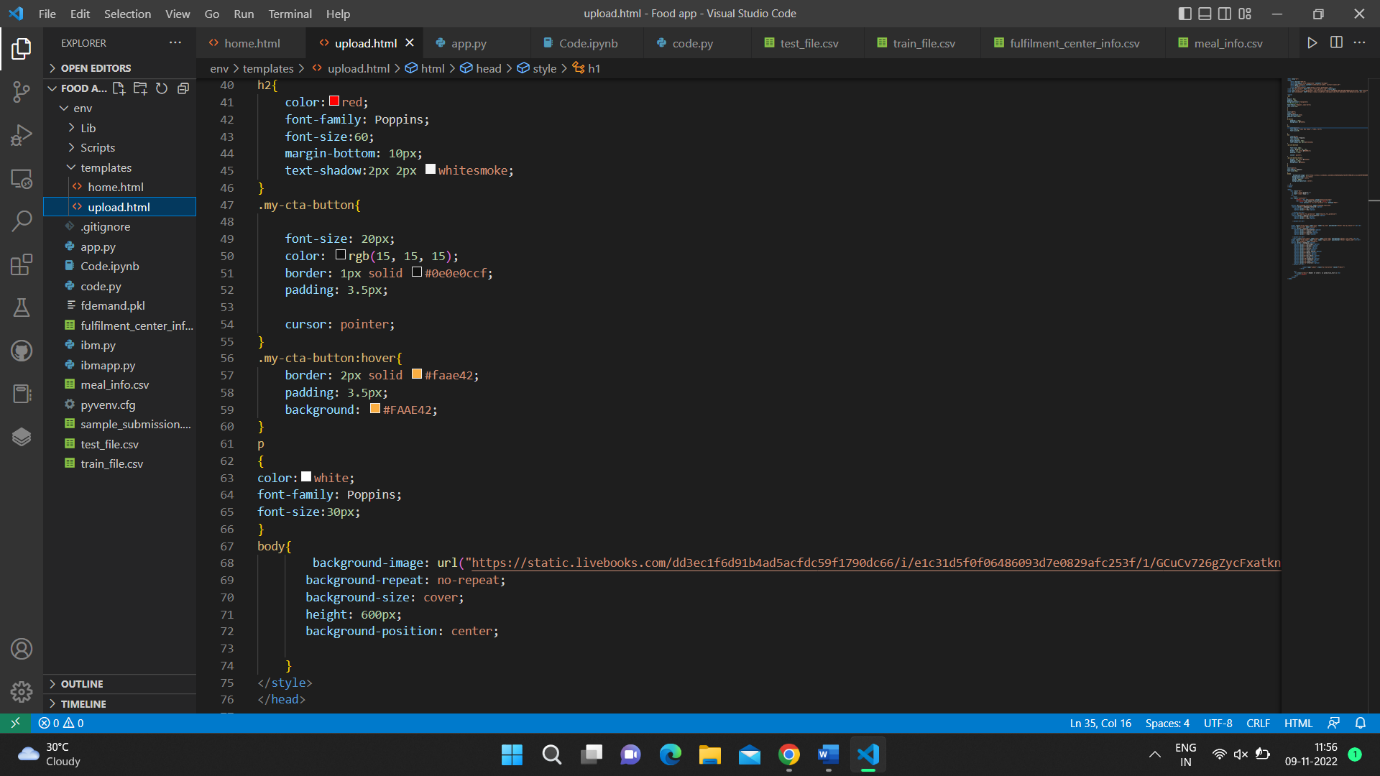 File Edit Selection View Go Run Terminal Help
upload.html - Food app - Visual Studio Code
EXPLORER
OPEN EDITORS
FOOD A...
env
Lib
Scripts
templates
home.html
upload.html
.gitignore
app.py
Code.ipynb
code.py
fdemand.pkl
fulfilment_center_inf...
ibm.py
ibmapp.py
meal_info.csv
pyvenv.cfg
sample_submission....
test_file.csv
train_file.csv
OUTLINE
TIMELINE
home.html upload.html app.py Code.ipynb code.py test_file.csv train_file.csv fulfilment_center_info.csv meal_info.csv
env > templates > upload.html > html > head > style > h1
40 h2{
41 color:red;
42 font-family: Poppins;
43 font-size:60;
44 margin-bottom: 10px;
45 text-shadow:2px 2px whitesmoke;
46 }
47 .my-cta-button{
48
49 font-size: 20px;
50 color: rgb(15, 15, 15);
51 border: 1px solid #0e0e0ccf;
52 padding: 3.5px;
53
54 cursor: pointer;
55 }
56 .my-cta-button:hover{
57 border: 2px solid #faae42;
58 padding: 3.5px;
59 background: #FAAE42;
60 }
61 p
62 {
63 color:white;
64 font-family: Poppins;
65 font-size:30px;
66 }
67 body{
68 background-image: url("https://static.livebooks.com/dd3ec1f6d91b4ad5acfdc59f1790dc66/i/e1c31d5f0f06486093d7e0829afc253f/1/GCuCv726gZycFxatkn
69 background-repeat: no-repeat;
70 background-size: cover;
71 height: 600px;
72 background-position: center;
73
74 }
75 </style>
76 </head>
0 0
Ln 35, Col 16 Spaces: 4 UTF-8 CRLF HTML
30°C
Cloudy
ENG
IN
11:56
09-11-2022
1